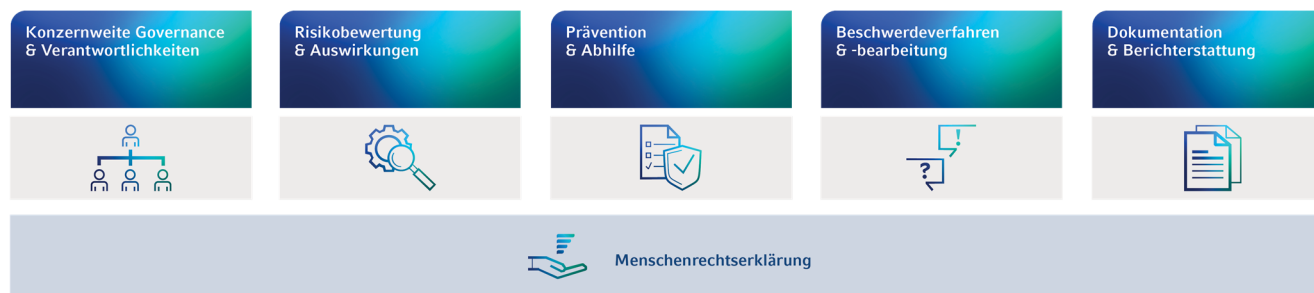 Konzernweite Governance
& Verantwortlichkeiten
Risikobewertung
& Auswirkungen
Prävention
& Abhilfe
Beschwerdeverfahren
& -bearbeitung
Dokumentation
& Berichterstattung
!
?
Menschenrechtserklärung